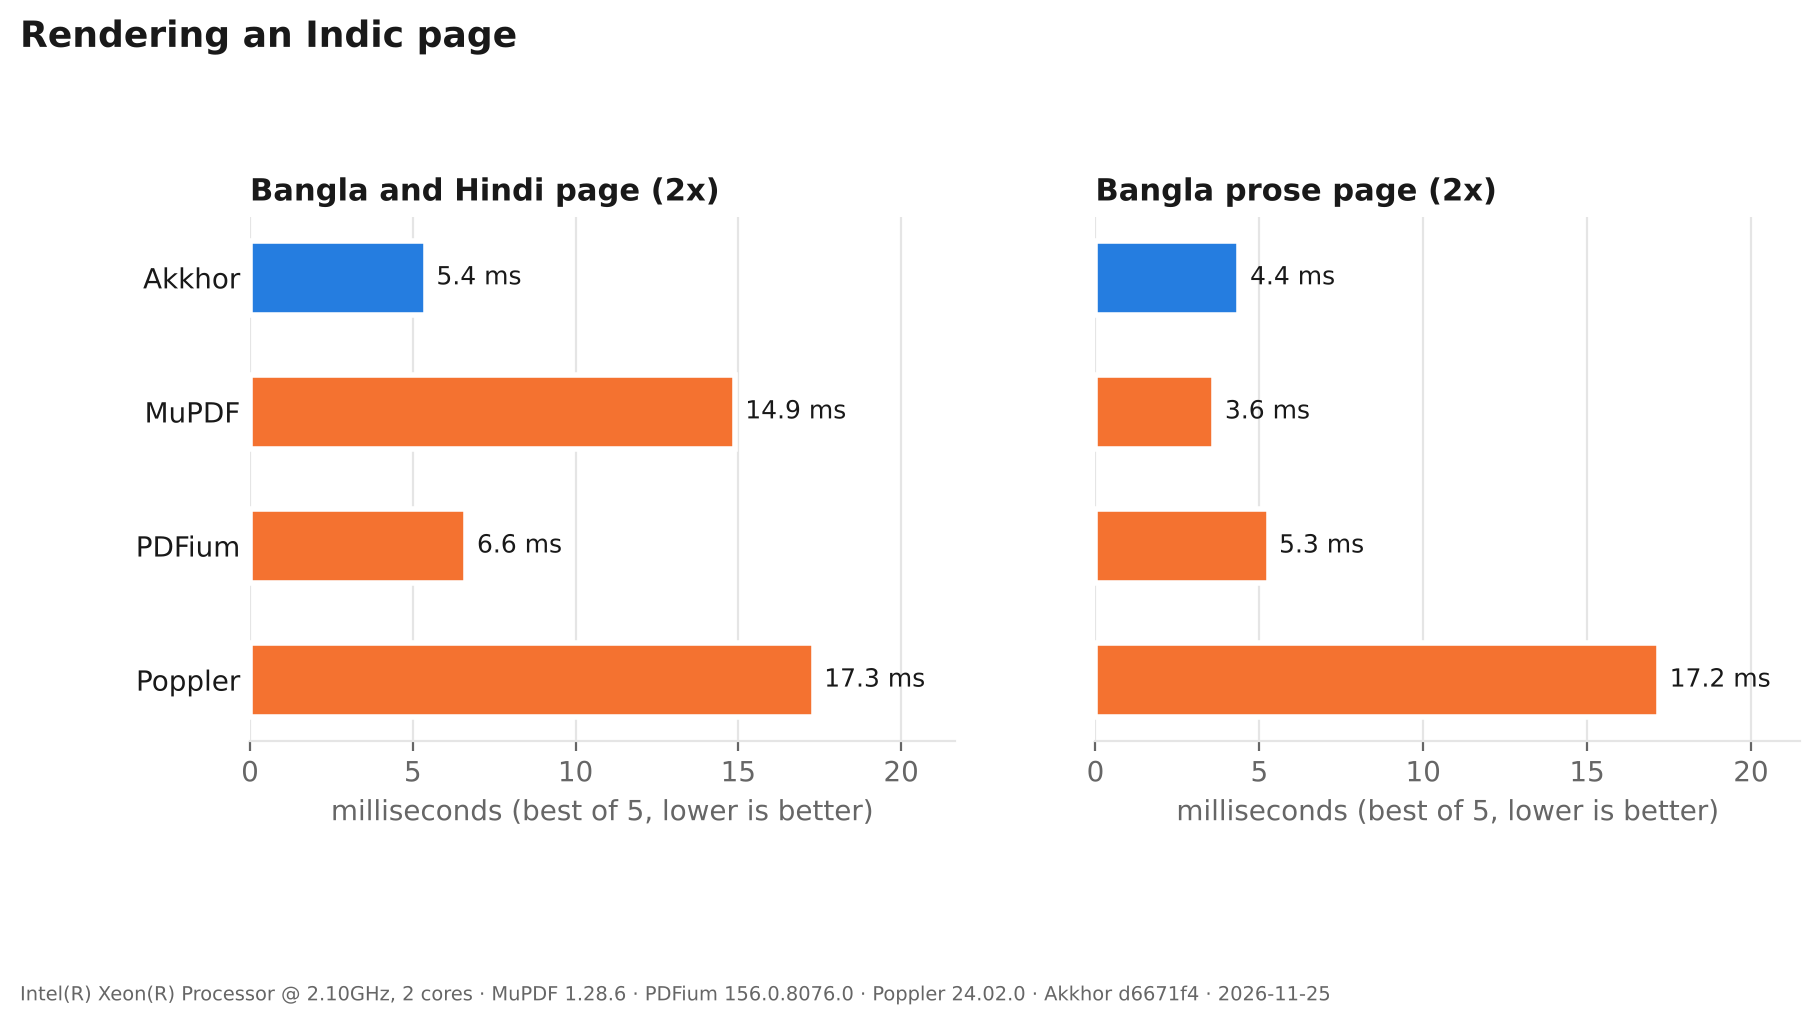 Rendering an Indic page
Bangla and Hindi page (2x)
Akkhor
5.4 ms
MuPDF
14.9 ms
PDFium
6.6 ms
Poppler
17.3 ms
0 5 10 15 20
milliseconds (best of 5, lower is better)
Bangla prose page (2x)
4.4 ms
3.6 ms
5.3 ms
17.2 ms
0 5 10 15 20
milliseconds (best of 5, lower is better)
Intel(R) Xeon(R) Processor @ 2.10GHz, 2 cores · MuPDF 1.28.6 · PDFium 156.0.8076.0 · Poppler 24.02.0 · Akkhor d6671f4 · 2026-11-25